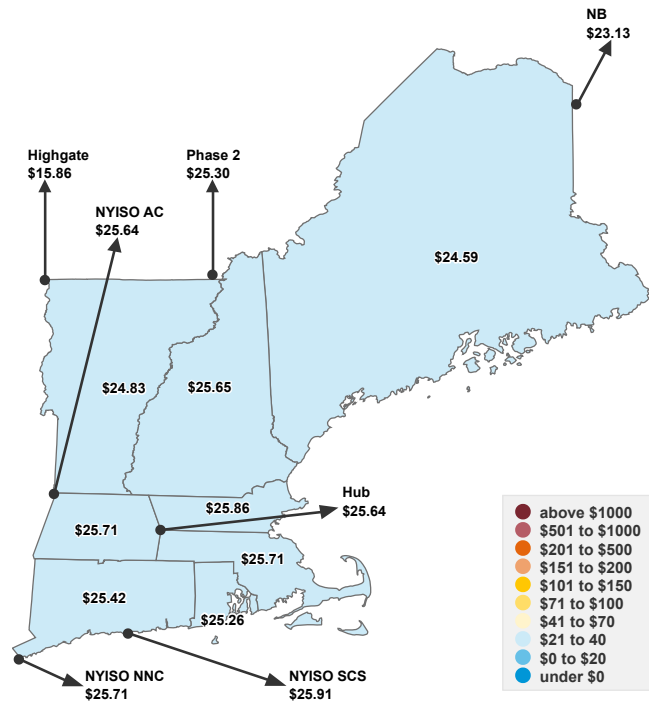 NB
$23.13
Highgate
$15.86
Phase 2
$25.30
NYISO AC
$25.64
$24.59
$24.83
$25.65
Hub
$25.64
$25.86
$25.71
$25.71
$25.42
$25.26
NYISO NNC
$25.71
NYISO SCS
$25.91
above $1000
$501 to $1000
$201 to $500
$151 to $200
$101 to $150
$71 to $100
$41 to $70
$21 to 40
$0 to $20
under $0